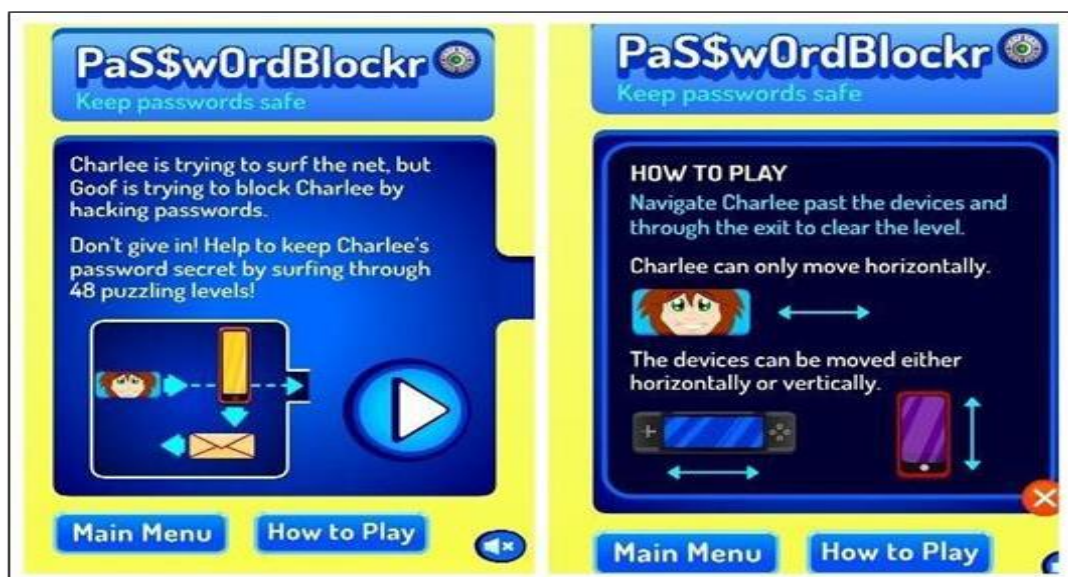 PaS$w0rdBlockr
Keep passwords safe
Charlee is trying to surf the net, but
Goof is trying to block Charlee by
hacking passwords.
Don't give in! Help to keep Charlee's
password secret by surfing through
48 puzzling levels!
Main Menu
How to Play
PaS$w0rdBlockr
Keep passwords safe
HOW TO PLAY
Navigate Charlee past the devices and
through the exit to clear the level.
Charlee can only move horizontally.
The devices can be moved either
horizontally or vertically.
Main Menu
How to Play